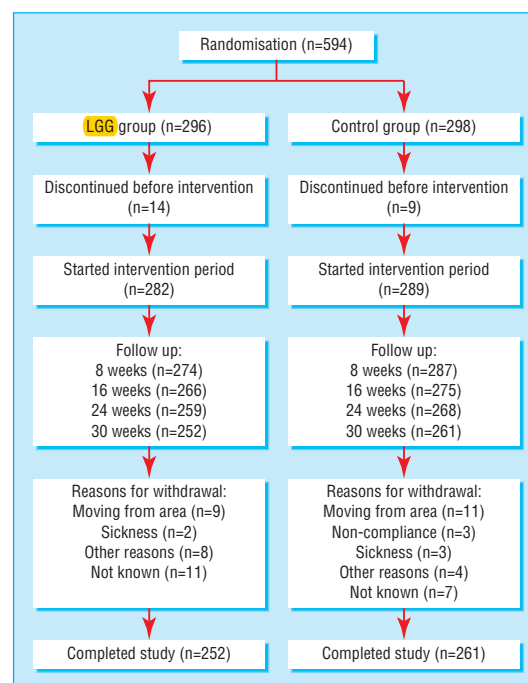 Randomisation (n=594)
LGG group (n=296)
Control group (n=298)
Discontinued before intervention
(n=14)
Discontinued before intervention
(n=9)
Started intervention period
(n=282)
Started intervention period
(n=289)
Follow up:
8 weeks (n=274)
16 weeks (n=266)
24 weeks (n=259)
30 weeks (n=252)
Follow up:
8 weeks (n=287)
16 weeks (n=275)
24 weeks (n=268)
30 weeks (n=261)
Reasons for withdrawal:
Moving from area (n=9)
Sickness (n=2)
Other reasons (n=8)
Not known (n=11)
Reasons for withdrawal:
Moving from area (n=11)
Non-compliance (n=3)
Sickness (n=3)
Other reasons (n=4)
Not known (n=7)
Completed study (n=252)
Completed study (n=261)